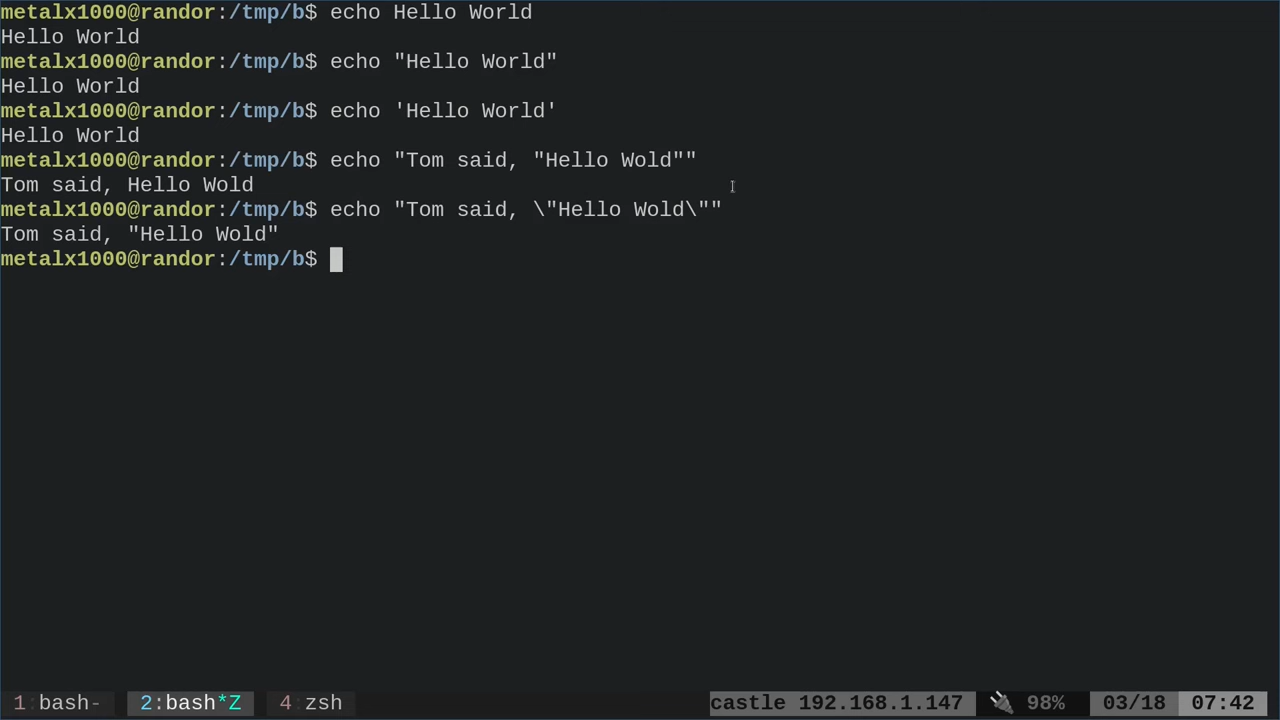 metalx1000@randor:/tmp/b$ echo Hello World
Hello World
metalx1000@randor:/tmp/b$ echo "Hello World"
Hello World
metalx1000@randor:/tmp/b$ echo 'Hello World'
Hello World
metalx1000@randor:/tmp/b$ echo "Tom said, "Hello Wold""
Tom said, Hello Wold
metalx1000@randor:/tmp/b$ echo "Tom said, \"Hello Wold\""
Tom said, "Hello Wold"
metalx1000@randor:/tmp/b$
1:bash- 2:bash*Z 4 zsh castle 192.168.1.147 98% 03/18 07:42